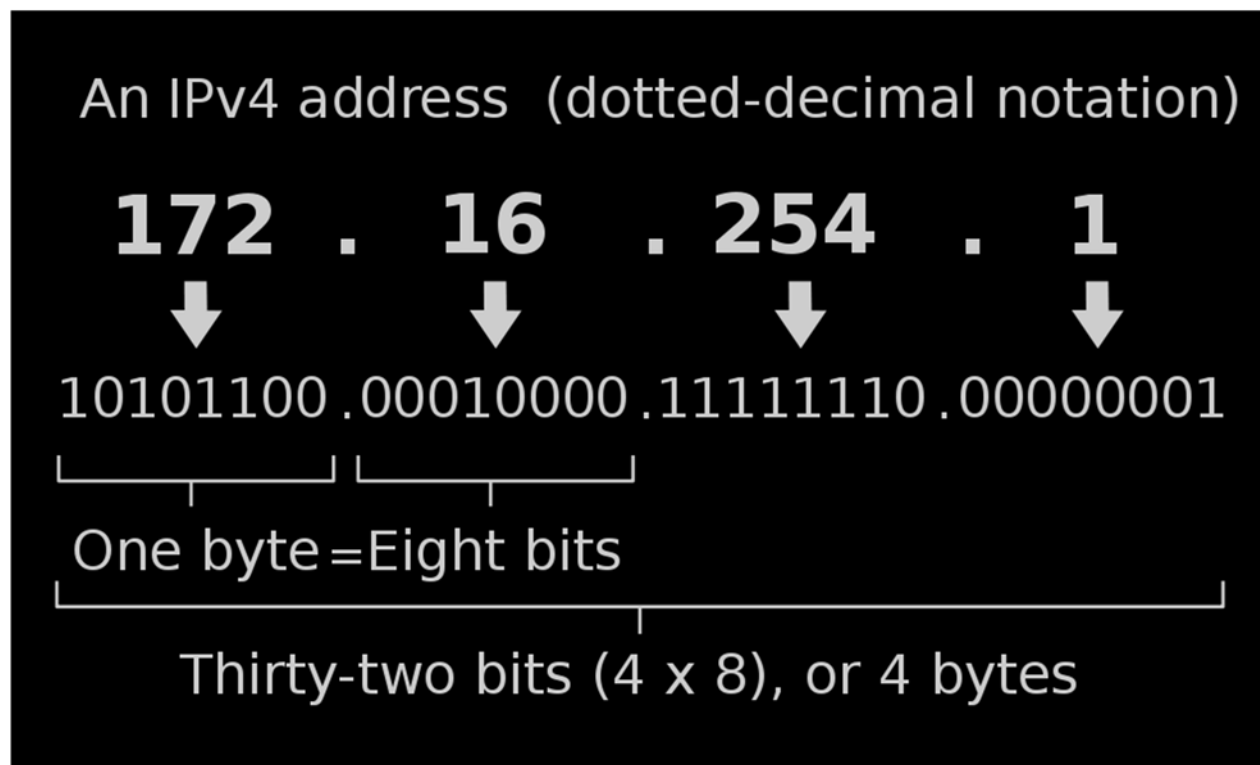 An IPv4 address (dotted-decimal notation)
172 . 16 . 254 . 1
10101100 .00010000 .11111110 .00000001
One byte =Eight bits
Thirty-two bits (4 x 8), or 4 bytes